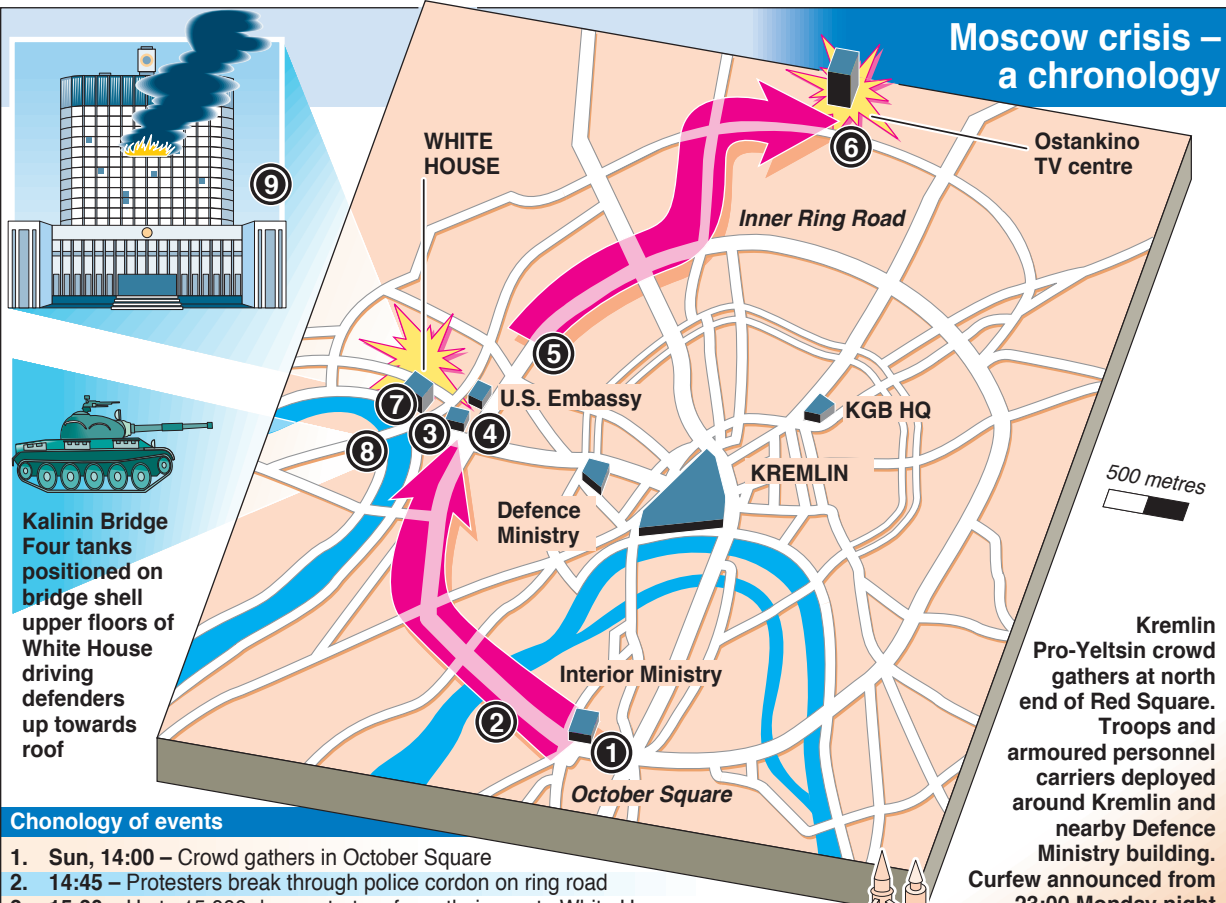 Moscow crisis –
a chronology
WHITE
HOUSE
9
6
Ostankino
TV centre
Inner Ring Road
5
7
U.S. Embassy
3
4
8
KGB HQ
KREMLIN
500 metres
Defence
Ministry
Kalinin Bridge
Four tanks
positioned on
bridge shell
upper floors of
White House
driving
defenders
up towards
roof
Interior Ministry
2
1
October Square
Kremlin
Pro-Yeltsin crowd
gathers at north
end of Red Square.
Troops and
armoured personnel
carriers deployed
around Kremlin and
nearby Defence
Ministry building.
Curfew announced from
23:00 Monday night
Chonology of events
1. Sun, 14:00 – Crowd gathers in October Square
2. 14:45 – Protesters break through police cordon on ring road